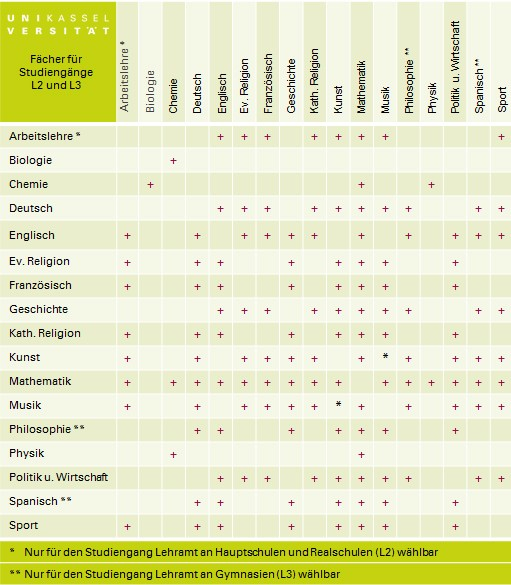 UNIKASSEL
VERSITÄT
Fächer für
Studiengänge
L2 und L3
Arbeitslehre *
Biologie
Chemie
Deutsch
Englisch
Ev. Religion
Französisch
Geschichte
Kath. Religion
Kunst
Mathematik
Musik
Philosophie **
Physik
Politik u. Wirtschaft
Spanisch **
Sport
Arbeitslehre * + + + + + + + +
Biologie +
Chemie + + +
Deutsch + + + + + + + + + +
Englisch + + + + + + + + + + +
Ev. Religion + + + + + + + +
Französisch + + + + + + + +
Geschichte + + + + + + + + + +
Kath. Religion + + + + + + + +
Kunst + + + + + + + * + + + +
Mathematik + + + + + + + + + + + + + + +
Musik + + + + + + * + + + + +
Philosophie ** + + + + + + +
Physik + +
Politik u. Wirtschaft + + + + + + + + + +
Spanisch ** + + + + + + +
Sport + + + + + + + +
* Nur für den Studiengang Lehramt an Hauptschulen und Realschulen (L2) wählbar
** Nur für den Studiengang Lehramt an Gymnasien (L3) wählbar